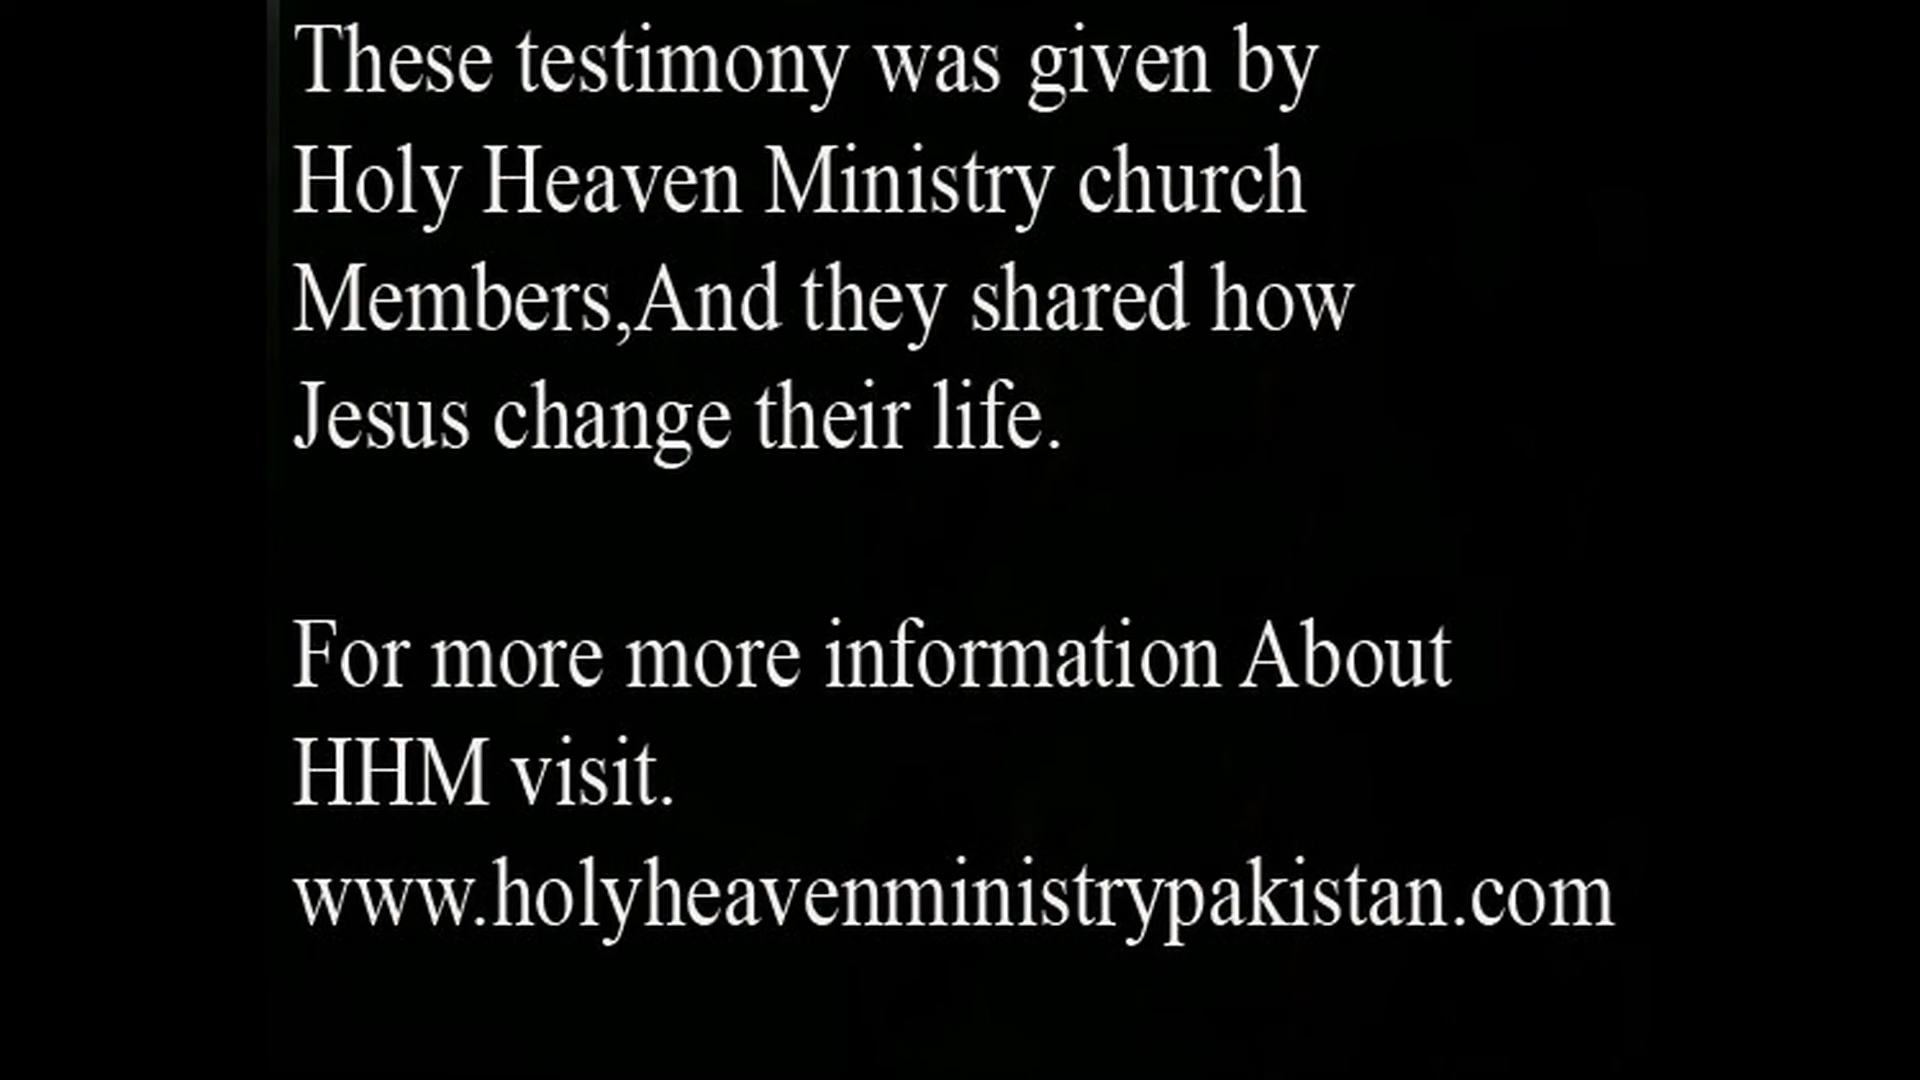 These testimony was given by
Holy Heaven Ministry church
Members,And they shared how
Jesus change their life.
For more more information About
HHM visit.
www.holyheavenministrypakistan.com